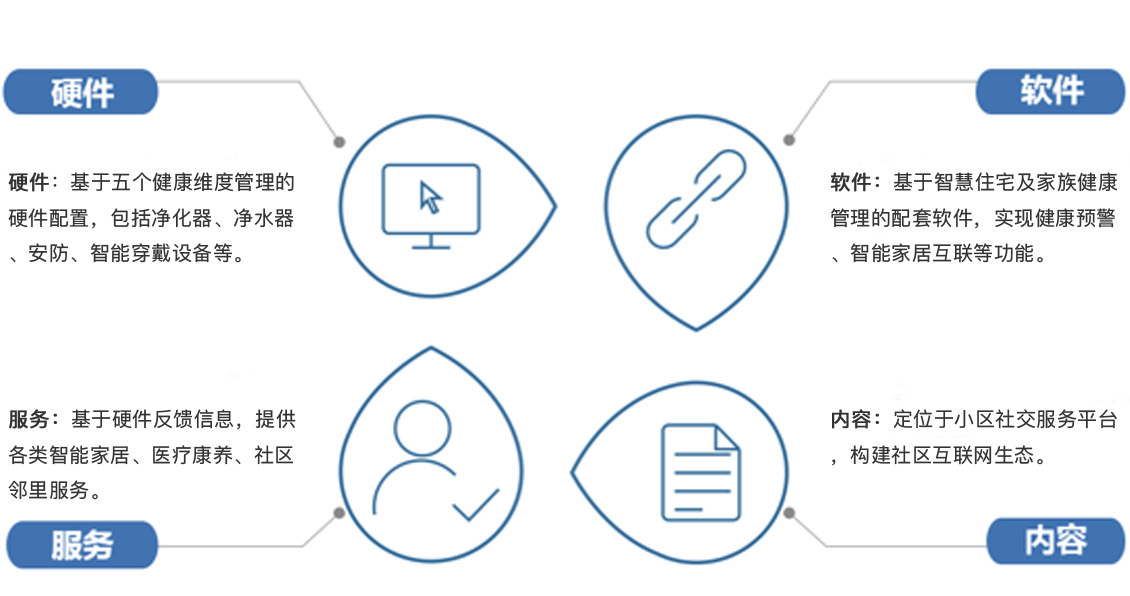 硬件
硬件：基于五个健康维度管理的
硬件配置，包括净化器、净水器
、安防、智能穿戴设备等。
软件
软件：基于智慧住宅及家族健康
管理的配套软件，实现健康预警
、智能家居互联等功能。
服务：基于硬件反馈信息，提供
各类智能家居、医疗康养、社区
邻里服务。
服务
内容：定位于小区社交服务平台
，构建社区互联网生态。
内容